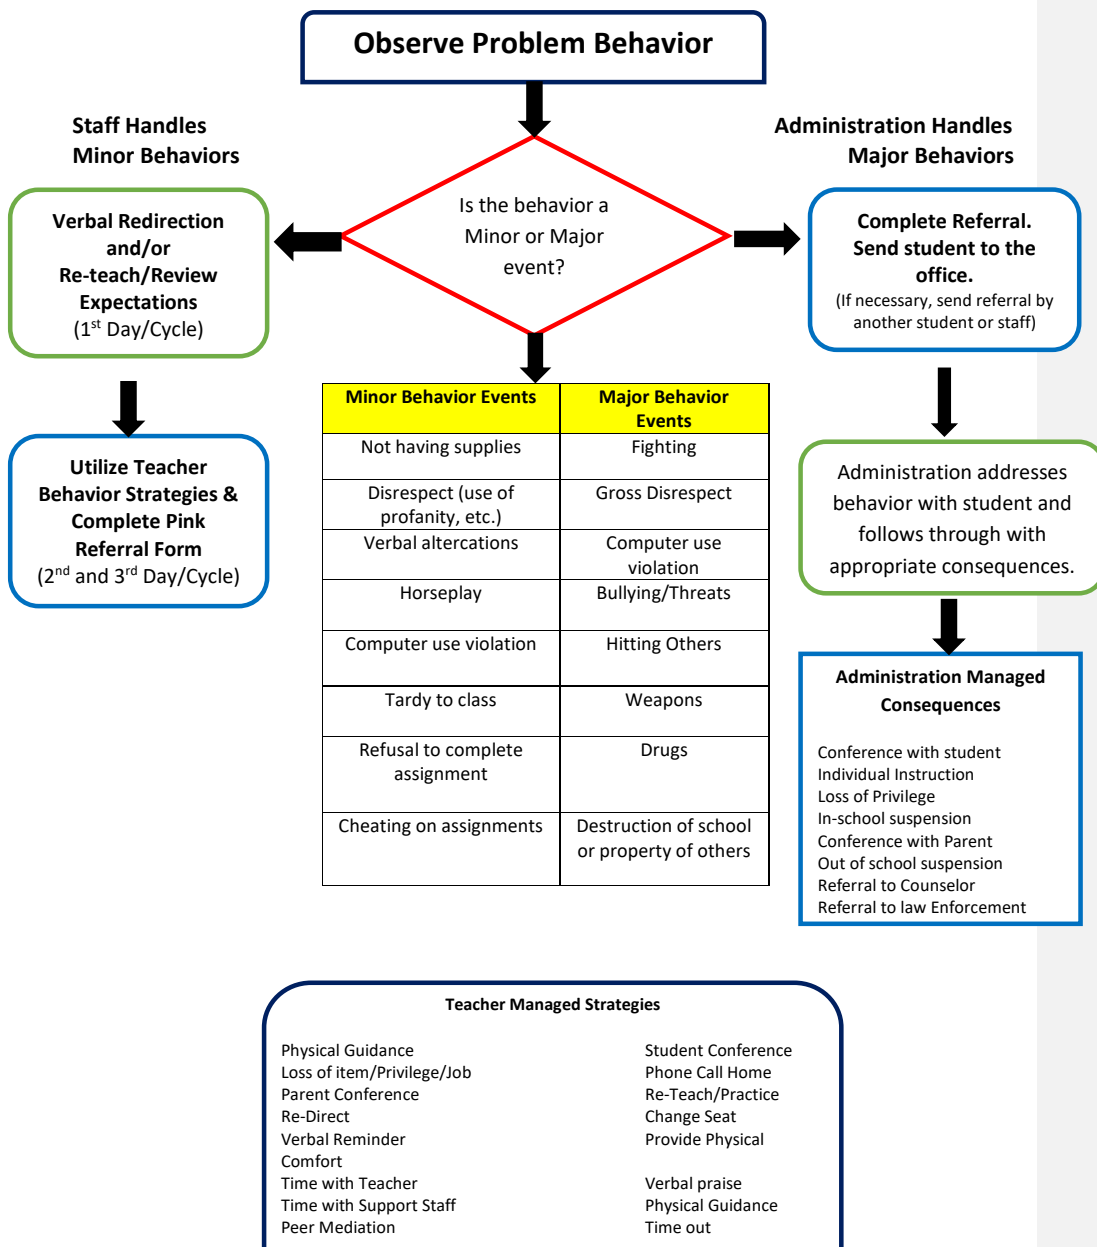 Observe Problem Behavior
Staff Handles
Minor Behaviors
Administration Handles
Major Behaviors
Is the behavior a
Minor or Major
event?
Verbal Redirection
and/or
Re-teach/Review
Expectations
(1st Day/Cycle)
Utilize Teacher
Behavior Strategies &
Complete Pink
Referral Form
(2nd and 3rd Day/Cycle)
Complete Referral.
Send student to the
office.
(If necessary, send referral by
another student or staff)
Administration addresses
behavior with student and
follows through with
appropriate consequences.
Minor Behavior Events
Major Behavior
Events
Not having supplies
Fighting
Disrespect (use of
profanity, etc.)
Gross Disrespect
Verbal altercations
Computer use
violation
Horseplay
Bullying/Threats
Computer use violation
Hitting Others
Tardy to class
Weapons
Refusal to complete
assignment
Drugs
Cheating on assignments
Destruction of school
or property of others
Administration Managed
Consequences
Conference with student
Individual Instruction
Loss of Privilege
In-school suspension
Conference with Parent
Out of school suspension
Referral to Counselor
Referral to law Enforcement
Teacher Managed Strategies
Physical Guidance Student Conference
Loss of item/Privilege/Job Phone Call Home
Parent Conference Re-Teach/Practice
Re-Direct Change Seat
Verbal Reminder Provide Physical
Comfort
Time with Teacher Verbal praise
Time with Support Staff Physical Guidance
Peer Mediation Time out